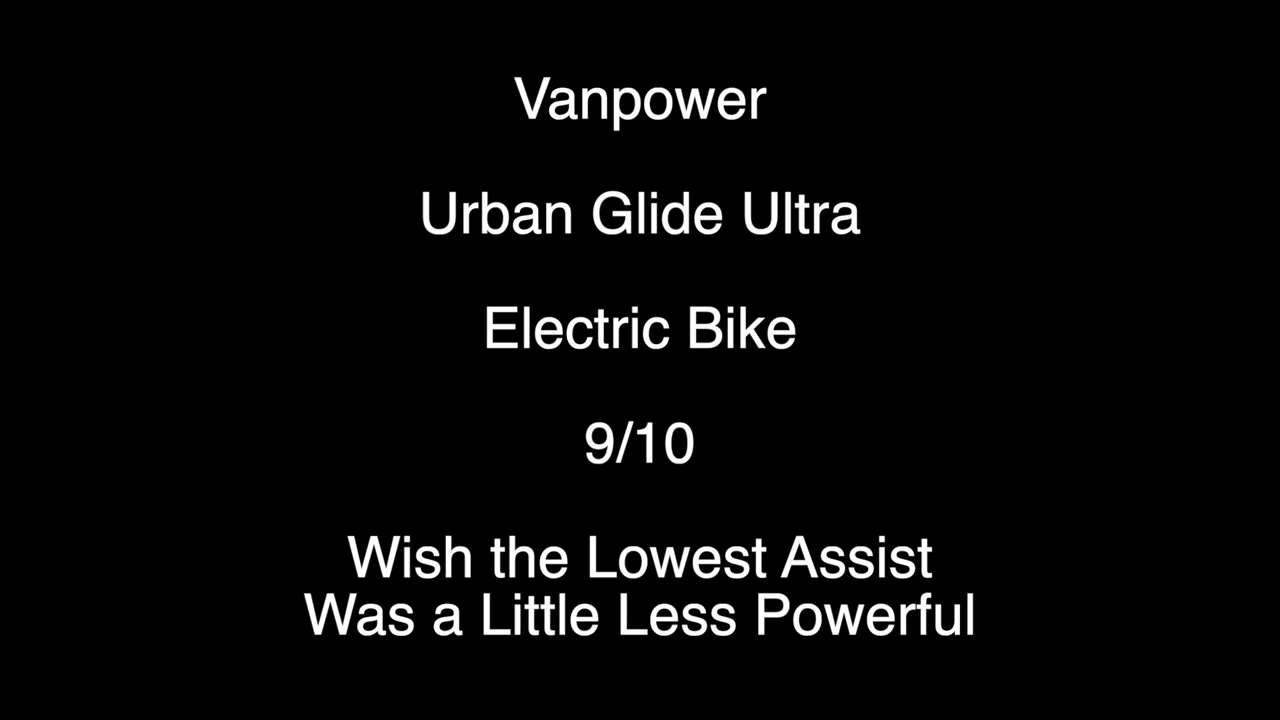 Vanpower
Urban Glide Ultra
Electric Bike
9/10
Wish the Lowest Assist
Was a Little Less Powerful